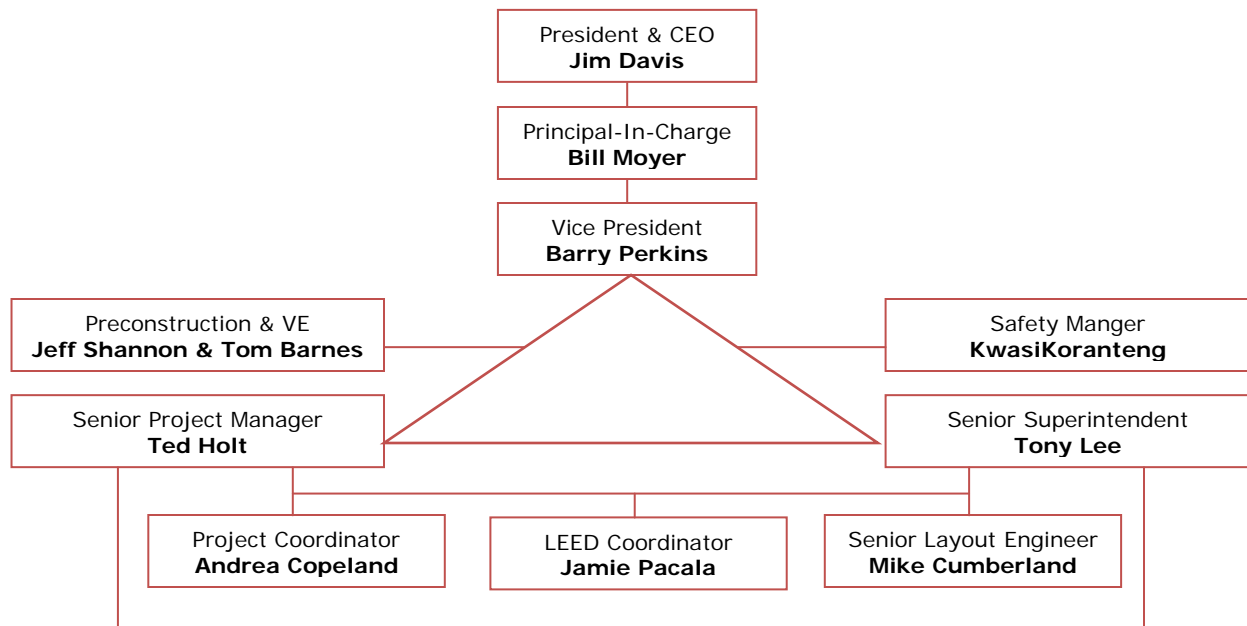 President & CEO
Jim Davis
Principal-In-Charge
Bill Moyer
Vice President
Barry Perkins
Preconstruction & VE
Jeff Shannon & Tom Barnes
Safety Manger
KwasiKoranteng
Senior Project Manager
Ted Holt
Senior Superintendent
Tony Lee
Project Coordinator
Andrea Copeland
LEED Coordinator
Jamie Pacala
Senior Layout Engineer
Mike Cumberland